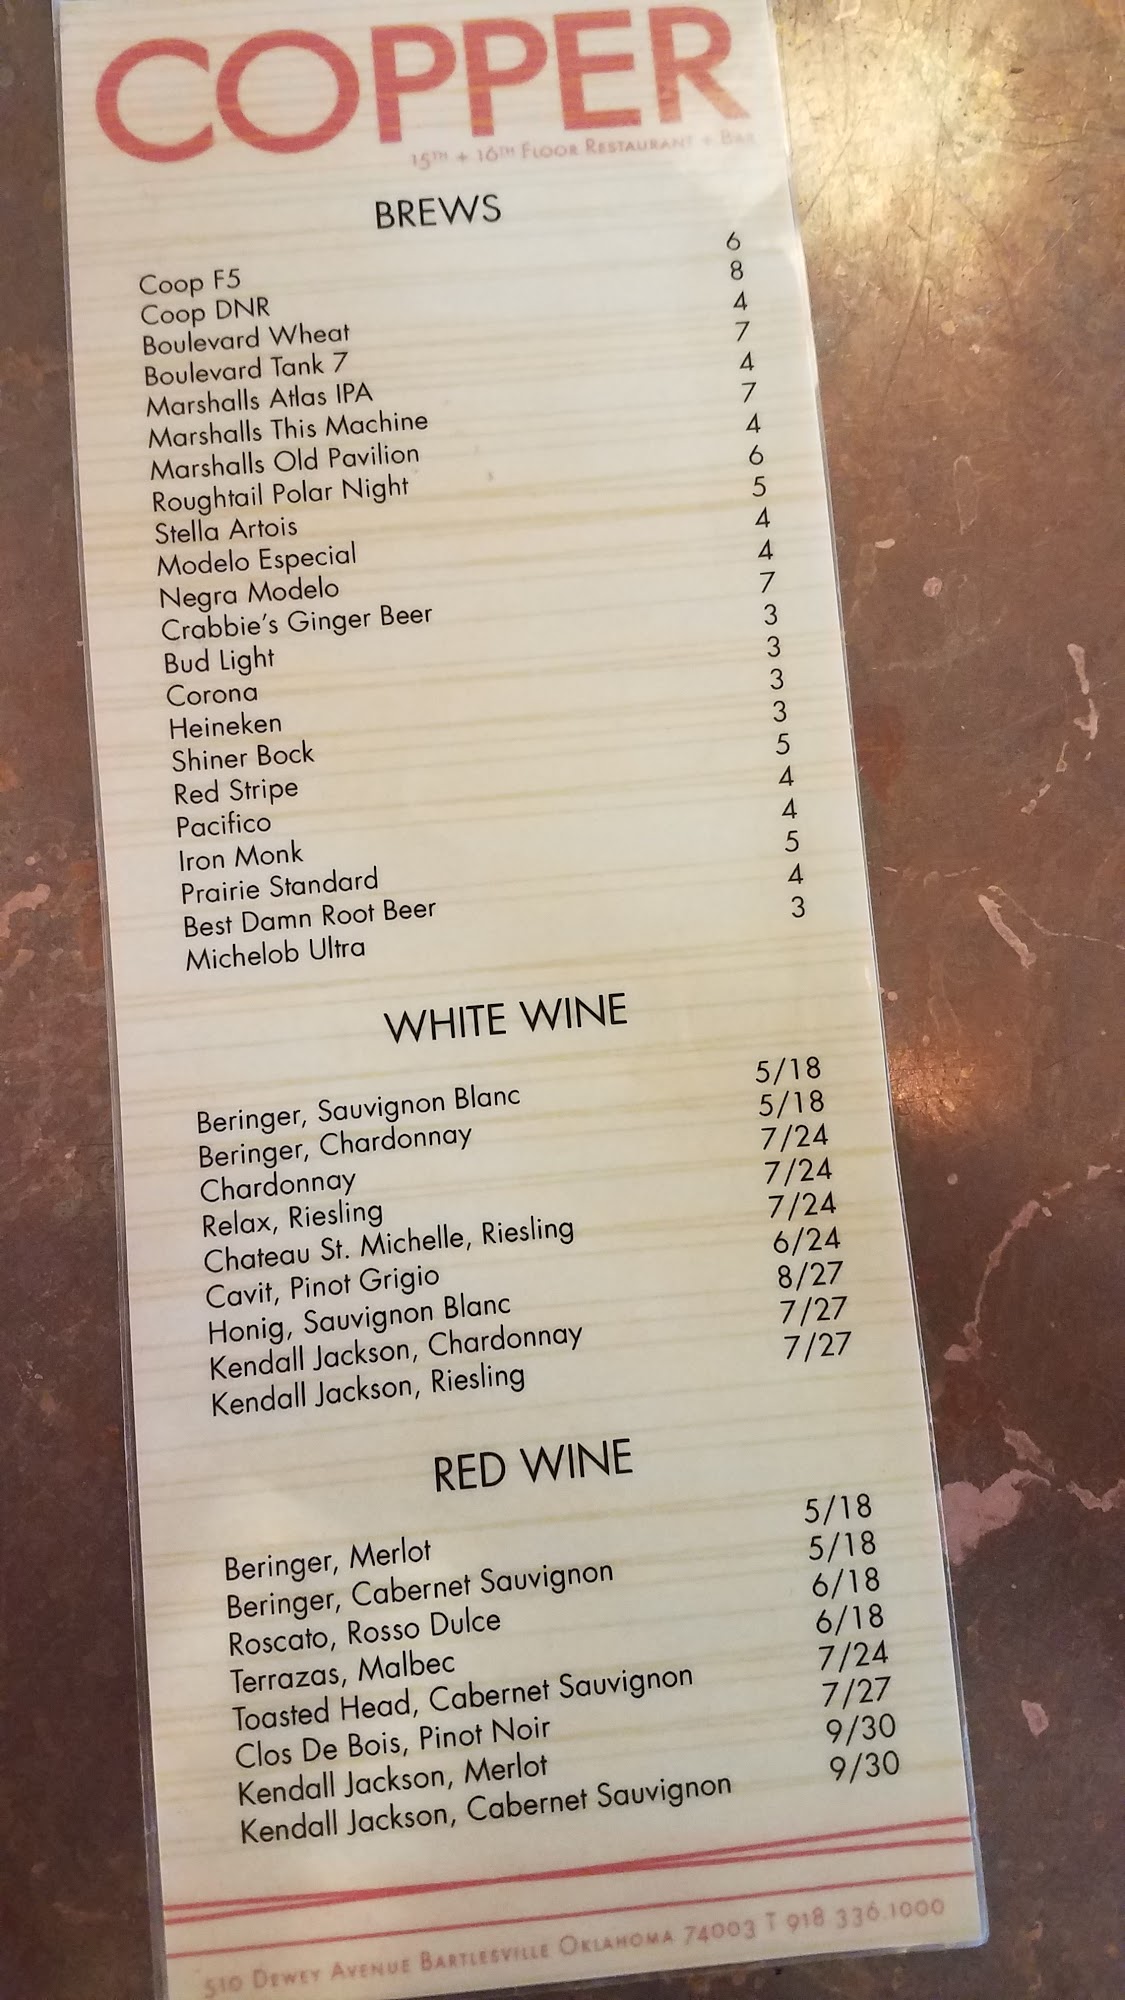 COPPER
15TH + 16TH FLOOR RESTAURANT + BAR
BREWS
Coop F5 6
Coop DNR 8
Boulevard Wheat 4
Boulevard Tank 7 7
Marshalls Atlas IPA 4
Marshalls This Machine 7
Marshalls Old Pavilion 4
Roughtail Polar Night 6
Stella Artois 5
Modelo Especial 4
Negra Modelo 4
Crabbie's Ginger Beer 7
Bud Light 3
Corona 3
Heineken 3
Shiner Bock 3
Red Stripe 5
Pacifico 4
Iron Monk 4
Prairie Standard 5
Best Damn Root Beer 4
Michelob Ultra 3
WHITE WINE
Beringer, Sauvignon Blanc 5/18
Beringer, Chardonnay 5/18
Chardonnay 7/24
Relax, Riesling 7/24
Chateau St. Michelle, Riesling 7/24
Cavit, Pinot Grigio 6/24
Honig, Sauvignon Blanc 8/27
Kendall Jackson, Chardonnay 7/27
Kendall Jackson, Riesling 7/27
RED WINE
Beringer, Merlot 5/18
Beringer, Cabernet Sauvignon 5/18
Roscato, Rosso Dulce 6/18
Terrazas, Malbec 6/18
Toasted Head, Cabernet Sauvignon 7/24
Clos De Bois, Pinot Noir 7/27
Kendall Jackson, Merlot 9/30
Kendall Jackson, Cabernet Sauvignon 9/30
510 DEWEY AVENUE BARTLESVILLE OKLAHOMA 74003 T 918.336.1000